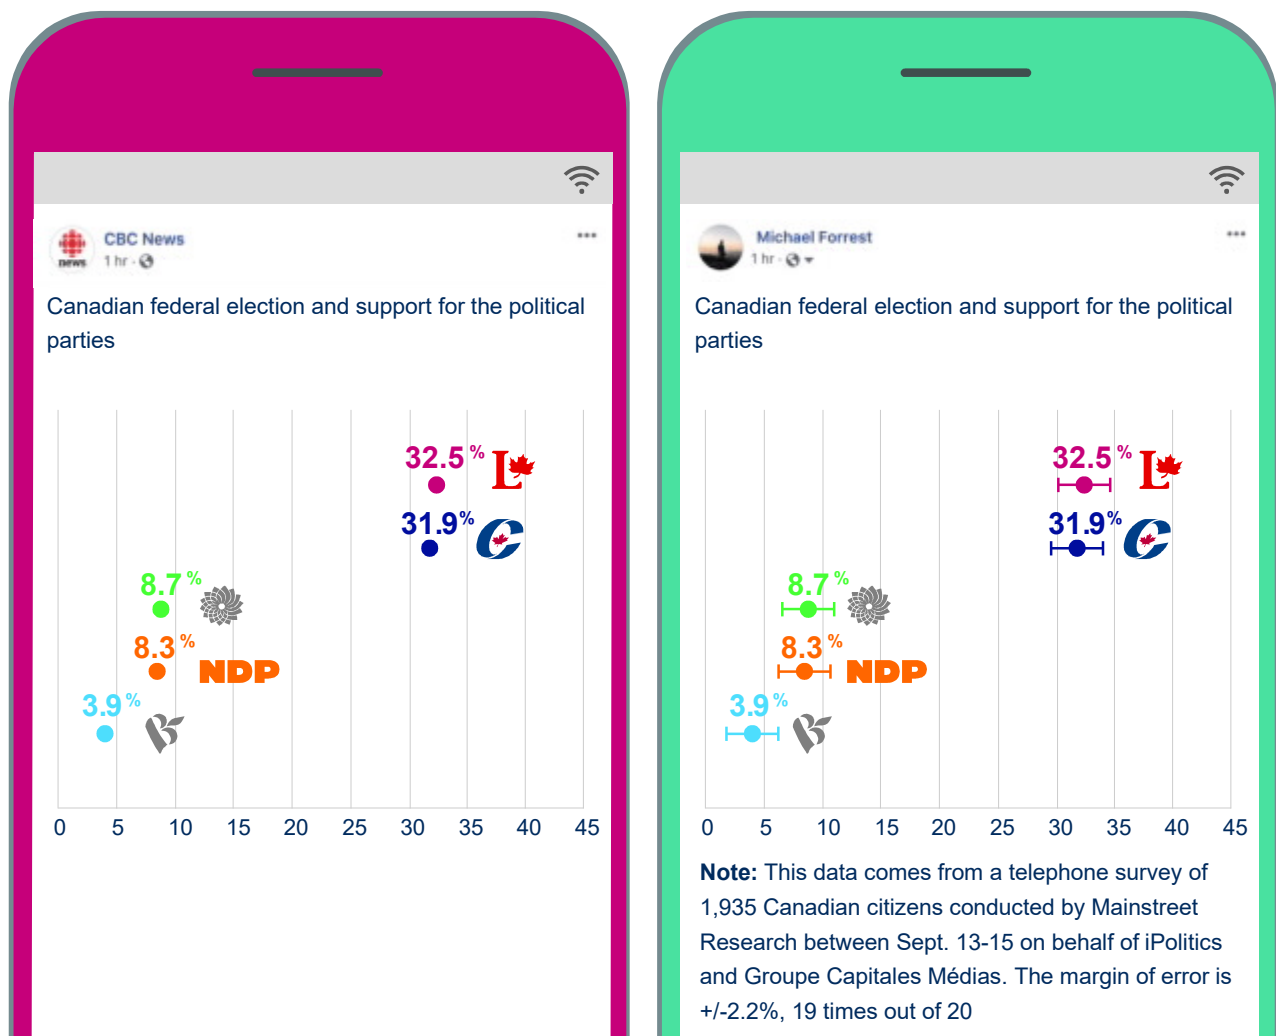 CBC News
news
1 hr ·
Canadian federal election and support for the political
parties
32.5%
L
31.9%
C
8.7%
8.3%
NDP
3.9%
0 5 10 15 20 25 30 35 40 45
Michael Forrest
1 hr ·
Canadian federal election and support for the political
parties
32.5%
L
31.9%
C
8.7%
8.3%
NDP
3.9%
0 5 10 15 20 25 30 35 40 45
Note: This data comes from a telephone survey of
1,935 Canadian citizens conducted by Mainstreet
Research between Sept. 13-15 on behalf of iPolitics
and Groupe Capitales Médias. The margin of error is
+/-2.2%, 19 times out of 20